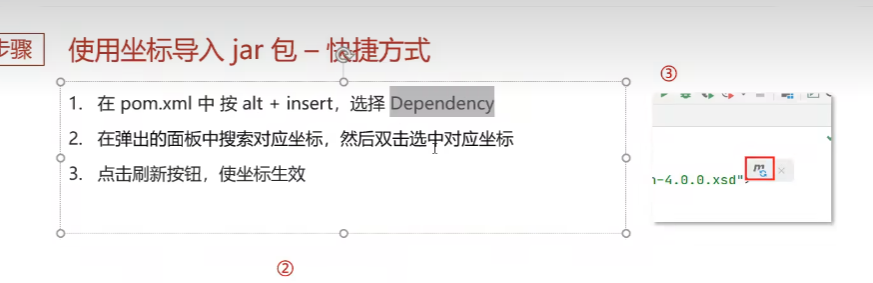 步骤
使用坐标导入 jar 包 – 快捷方式
1. 在 pom.xml 中 按 alt + insert，选择 Dependency
2. 在弹出的面板中搜索对应坐标，然后双击选中对应坐标
3. 点击刷新按钮，使坐标生效
②
③
n-4.0.0.xsd">
m